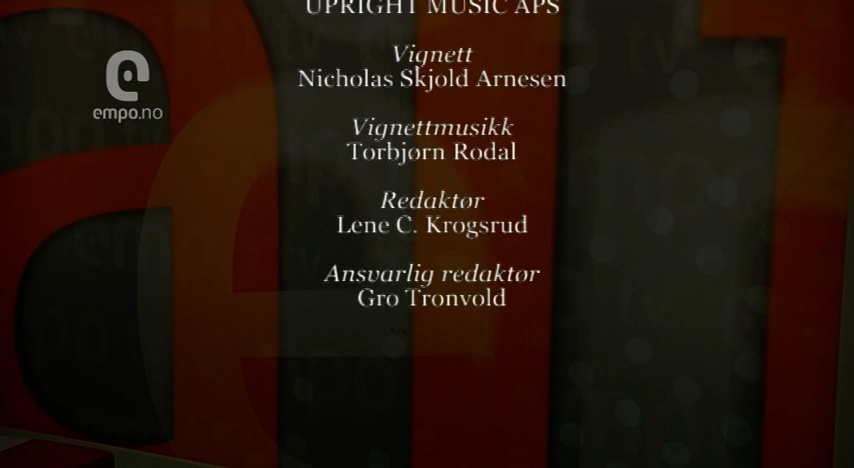 UPRIGHT MUSIC APS
Vignett
Nicholas Skjold Arnesen
empo.no
Vignettmusikk
Torbjørn Rodal
Redaktør
Lene C. Krogsrud
Ansvarlig redaktør
Gro Tronvold